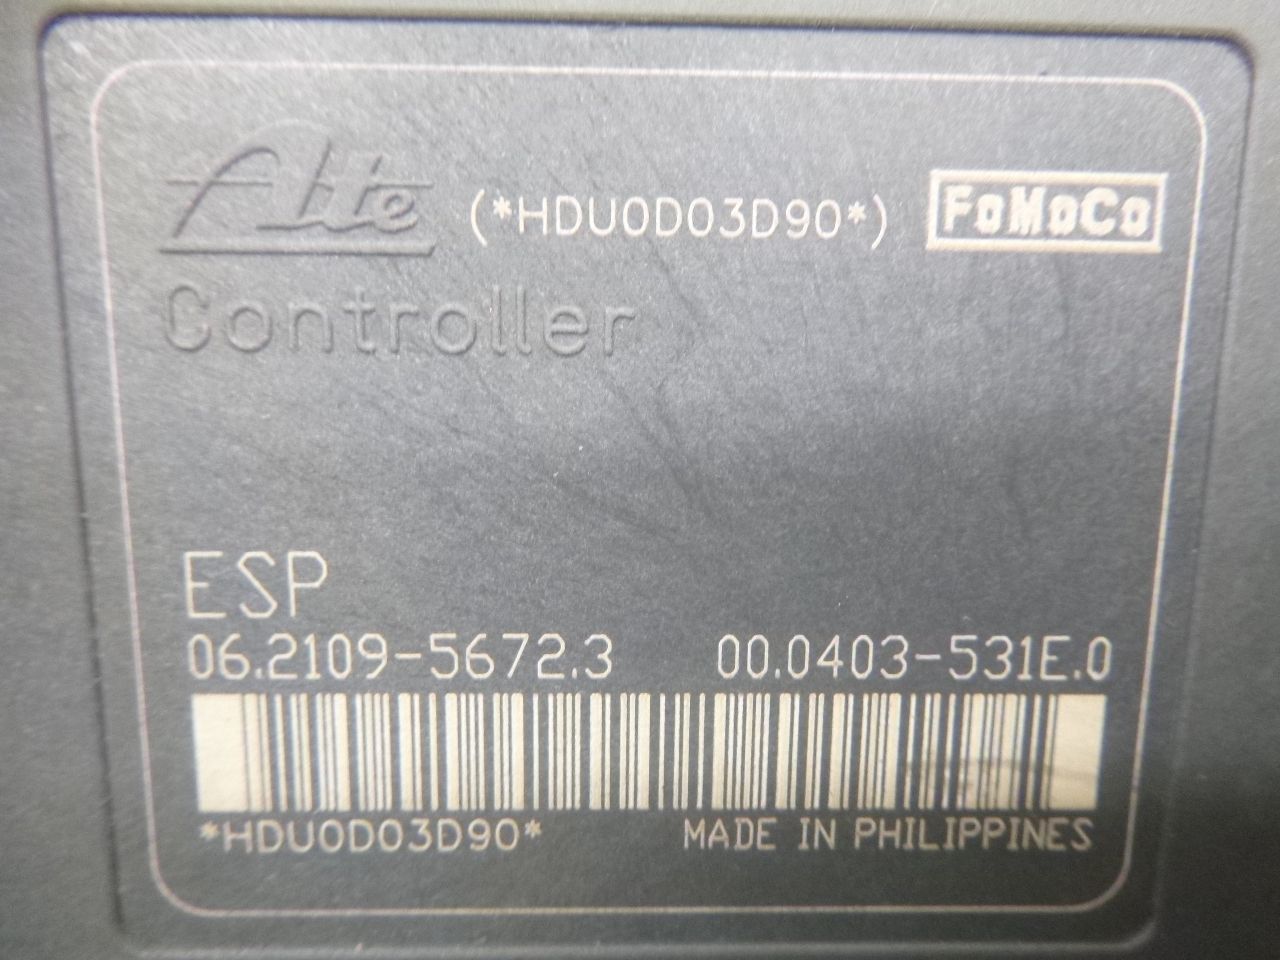 Ate (*HDU0D03D90*) FoMoCo
Controller
ESP
06.2109-5672.3 00.0403-531E.0
*HDU0D03D90* MADE IN PHILIPPINES